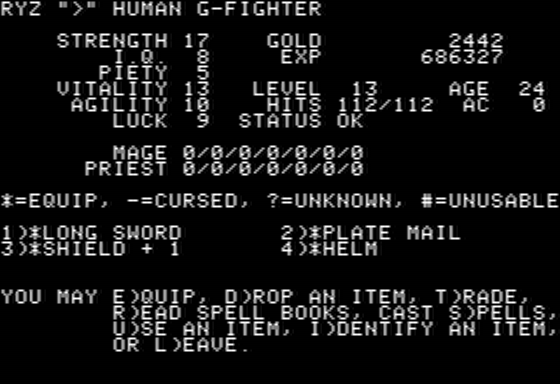 RYZ ">" HUMAN G-FIGHTER
STRENGTH 17 GOLD 2442
I.Q. 8 EXP 686327
PIETY 5
VITALITY 13 LEVEL 13 AGE 24
AGILITY 10 HITS 112/112 AC 0
LUCK 9 STATUS OK
MAGE 0/0/0/0/0/0/0
PRIEST 0/0/0/0/0/0/0
*=EQUIP, -=CURSED, ?=UNKNOWN, #=UNUSABLE
1)*LONG SWORD 2)*PLATE MAIL
3)*SHIELD + 1 4)*HELM
YOU MAY E)QUIP, D)ROP AN ITEM, T)RADE,
R)EAD SPELL BOOKS, CAST S)PELLS,
U)SE AN ITEM, I)DENTIFY AN ITEM,
OR L)EAVE.